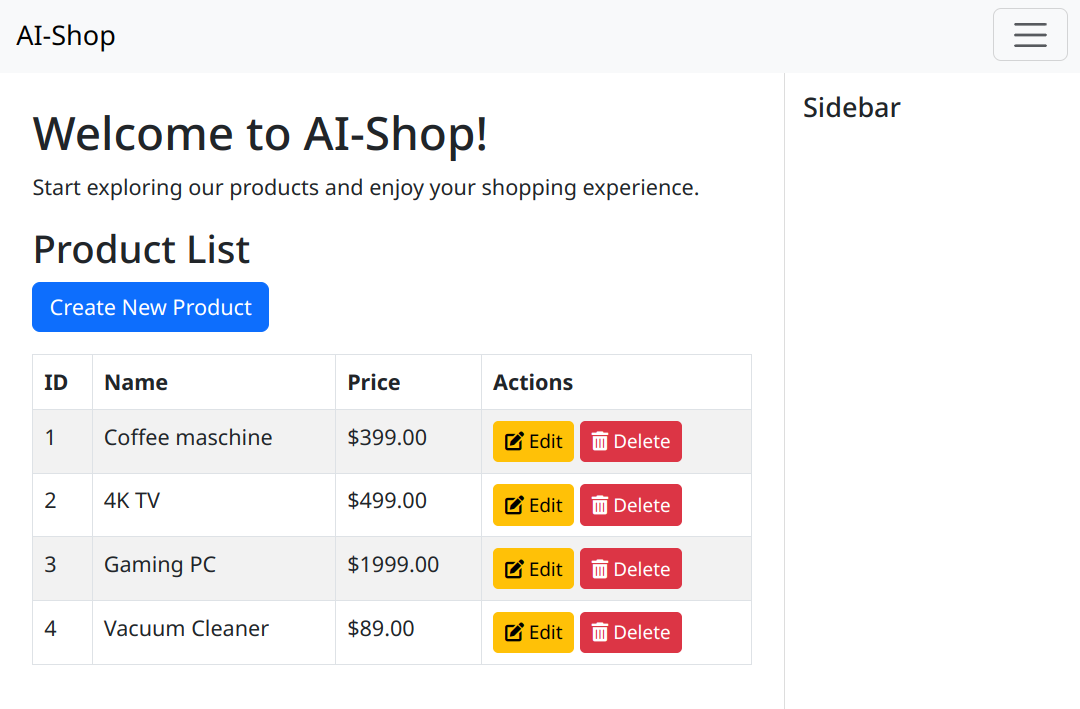 AI-Shop
Welcome to AI-Shop!
Start exploring our products and enjoy your shopping experience.
Product List
Create New Product
ID Name Price Actions
1 Coffee maschine $399.00 Edit Delete
2 4K TV $499.00 Edit Delete
3 Gaming PC $1999.00 Edit Delete
4 Vacuum Cleaner $89.00 Edit Delete
Sidebar